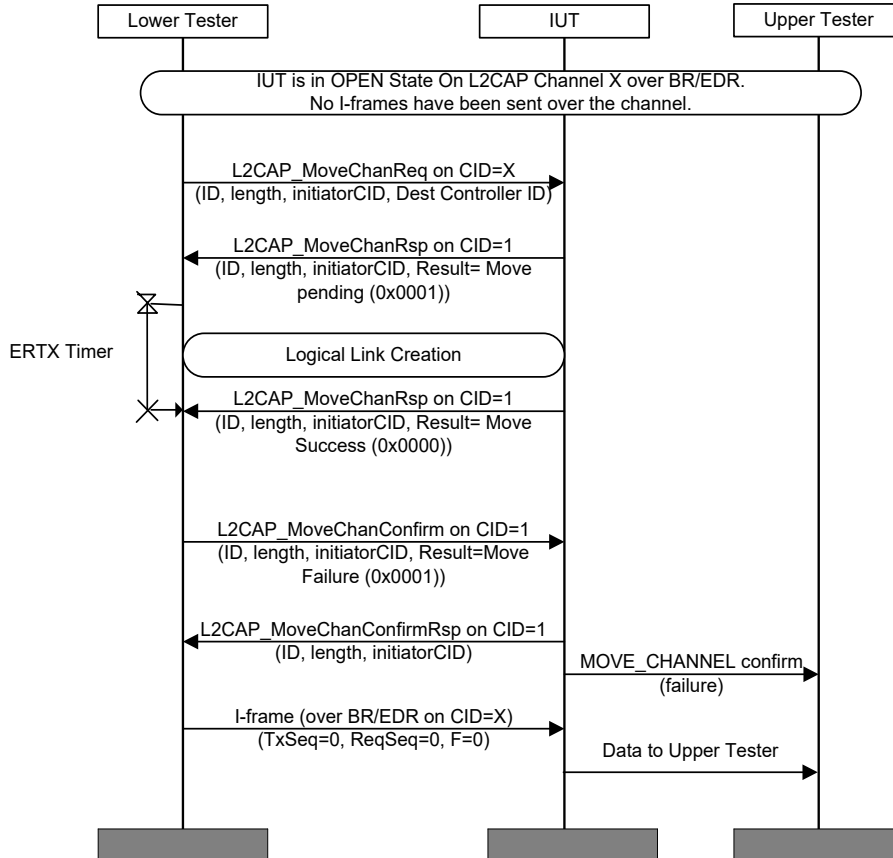 Lower Tester
IUT
Upper Tester
IUT is in OPEN State On L2CAP Channel X over BR/EDR.
No I-frames have been sent over the channel.
L2CAP_MoveChanReq on CID=X
(ID, length, initiatorCID, Dest Controller ID)
L2CAP_MoveChanRsp on CID=1
(ID, length, initiatorCID, Result= Move
pending (0x0001))
ERTX Timer
Logical Link Creation
L2CAP_MoveChanRsp on CID=1
(ID, length, initiatorCID, Result= Move
Success (0x0000))
L2CAP_MoveChanConfirm on CID=1
(ID, length, initiatorCID, Result=Move
Failure (0x0001))
L2CAP_MoveChanConfirmRsp on CID=1
(ID, length, initiatorCID)
MOVE_CHANNEL confirm
(failure)
I-frame (over BR/EDR on CID=X)
(TxSeq=0, ReqSeq=0, F=0)
Data to Upper Tester